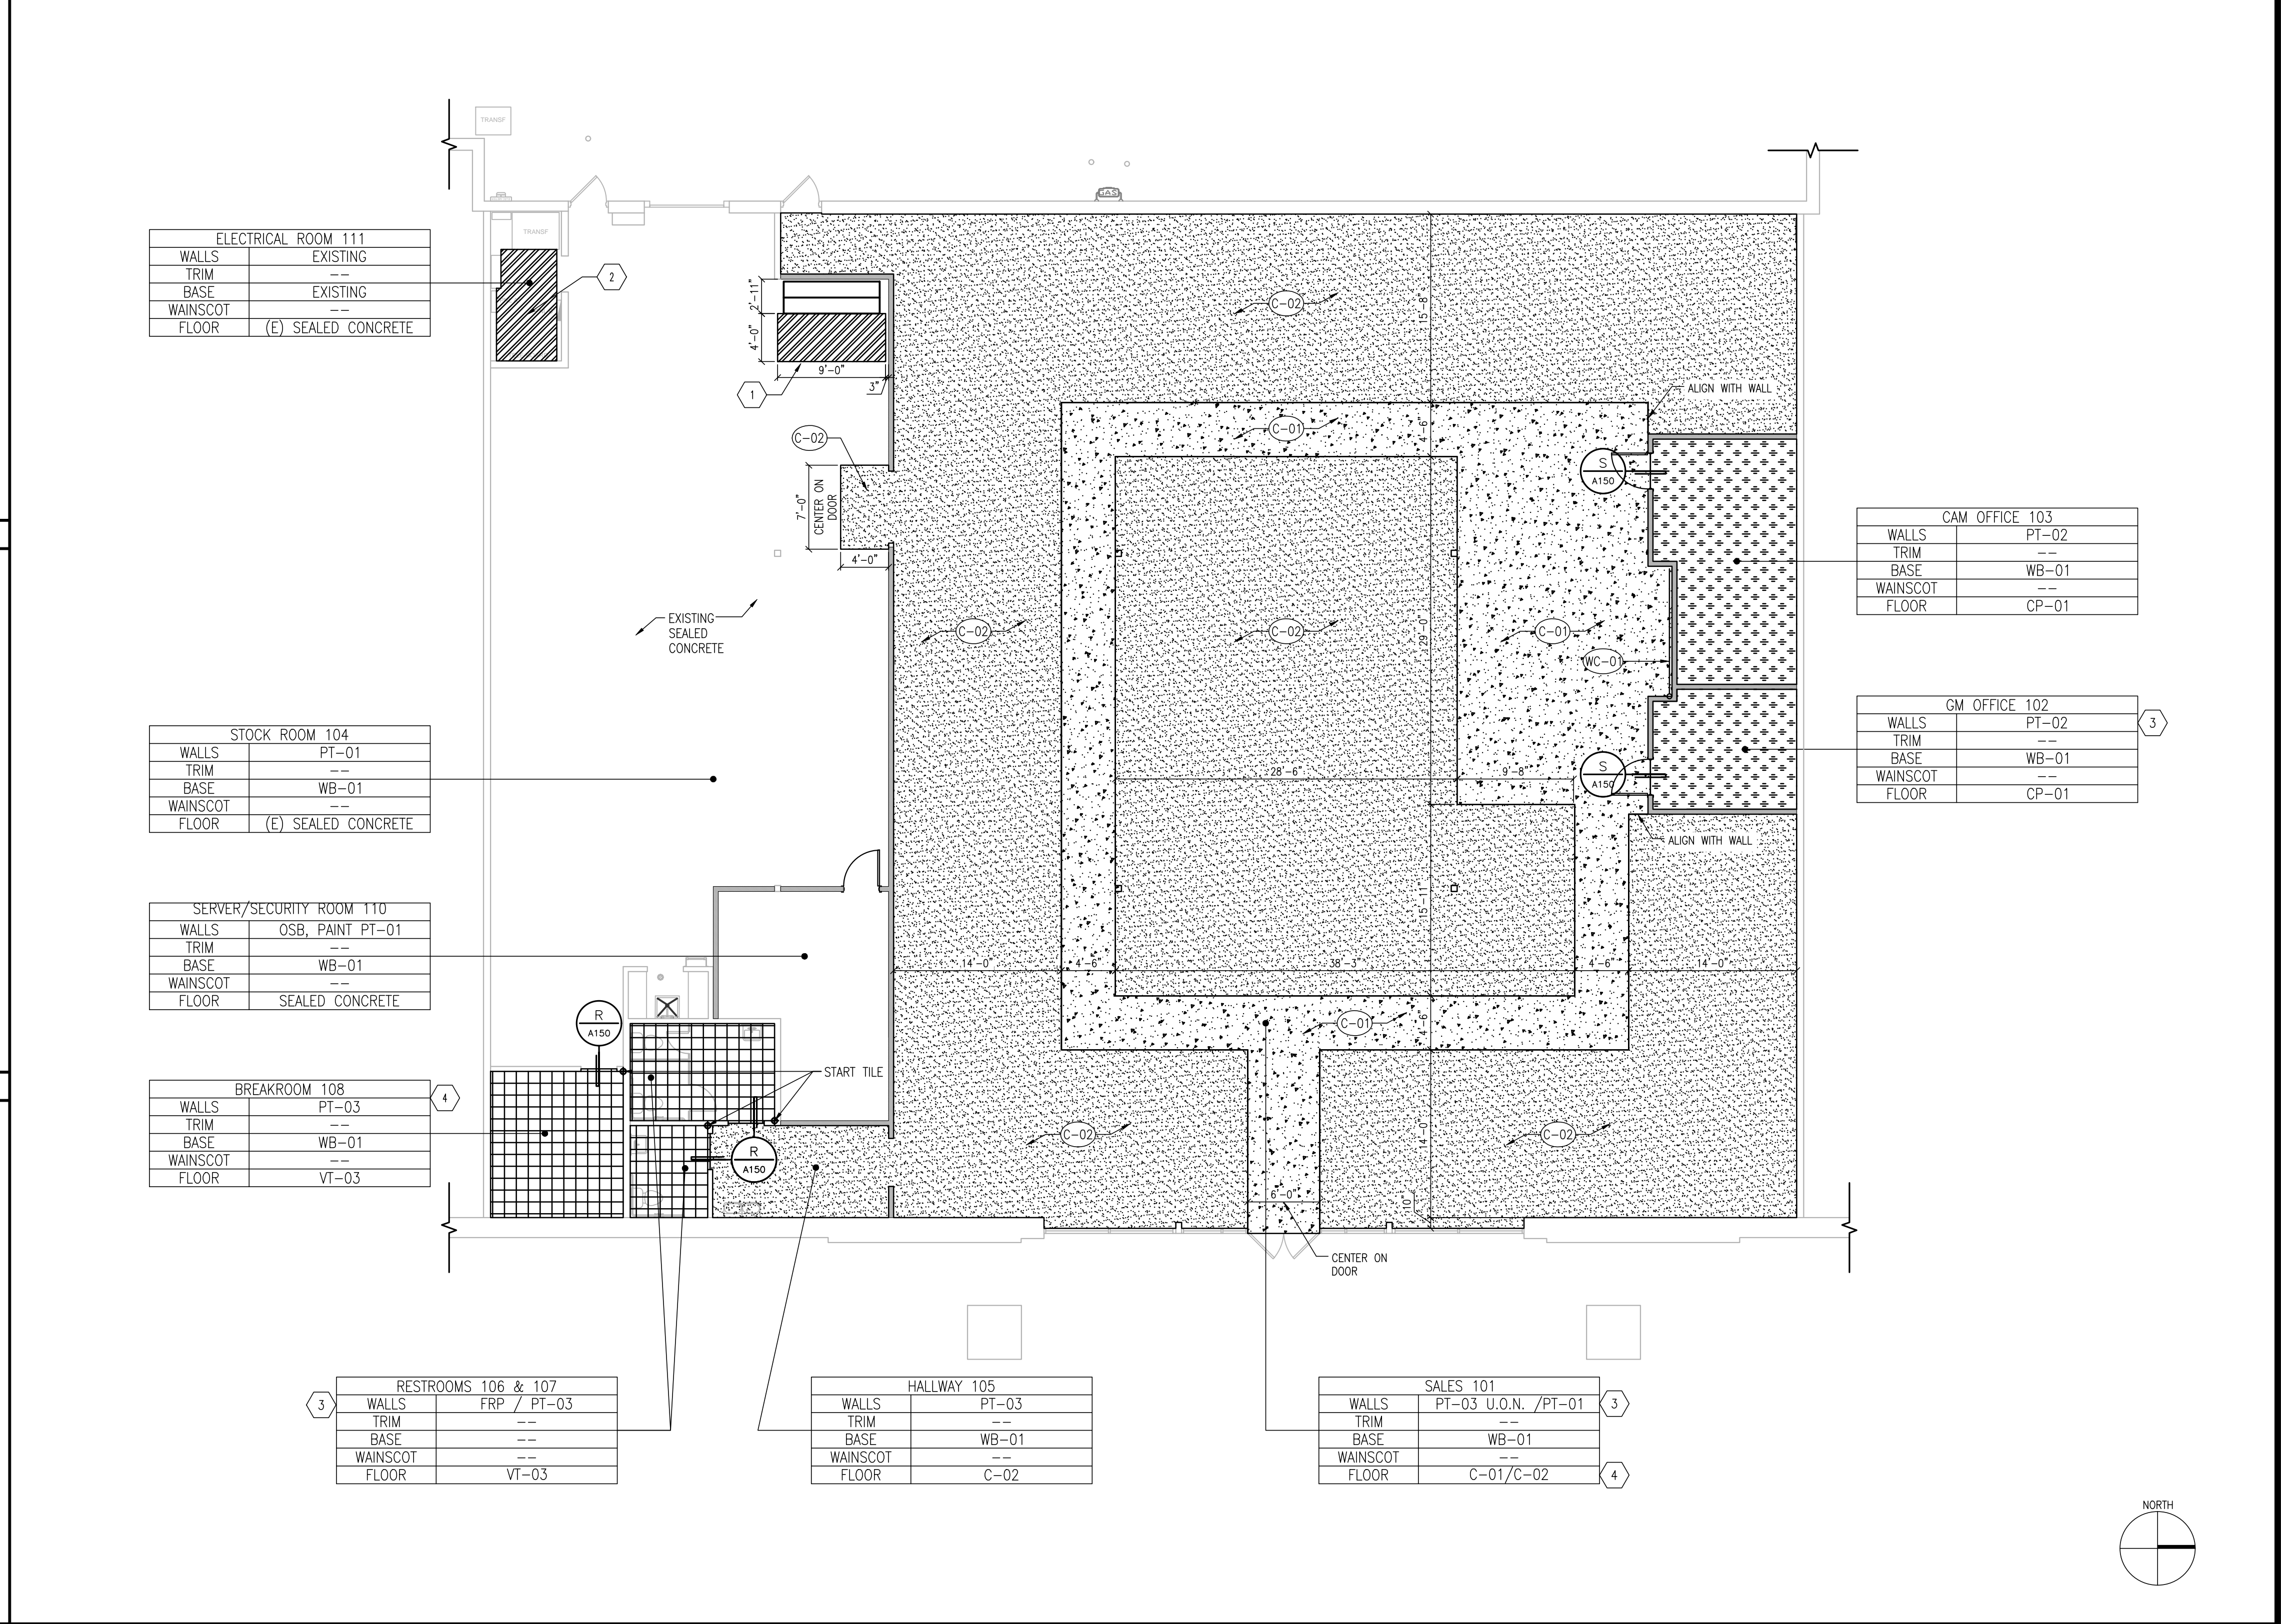 TRANSF
GAS
TRANSF
ELECTRICAL ROOM 111
WALLS EXISTING
TRIM --
BASE EXISTING
WAINSCOT --
FLOOR (E) SEALED CONCRETE
2
2'-11"
4'-0"
9'-0"
3"
1
C-02
15'-8"
ALIGN WITH WALL
C-01
4'-6"
C-02
7'-0"
CENTER ON
DOOR
4'-0"
S
A150
CAM OFFICE 103
WALLS PT-02
TRIM --
BASE WB-01
WAINSCOT --
FLOOR CP-01
EXISTING
SEALED
CONCRETE
C-02
C-02
29'-0"
C-01
WC-01
GM OFFICE 102
WALLS PT-02
TRIM --
BASE WB-01
WAINSCOT --
FLOOR CP-01
3
STOCK ROOM 104
WALLS PT-01
TRIM --
BASE WB-01
WAINSCOT --
FLOOR (E) SEALED CONCRETE
28'-6"
9'-8"
S
A150
ALIGN WITH WALL
SERVER/SECURITY ROOM 110
WALLS OSB, PAINT PT-01
TRIM --
BASE WB-01
WAINSCOT --
FLOOR SEALED CONCRETE
15'-11"
14'-0"
4'-6"
38'-3"
4'-6"
14'-0"
R
A150
C-01
4'-6"
START TILE
BREAKROOM 108
WALLS PT-03
TRIM --
BASE WB-01
WAINSCOT --
FLOOR VT-03
4
R
A150
C-02
14'-0"
C-02
6'-0"
10"
CENTER ON
DOOR
RESTROOMS 106 & 107
WALLS FRP / PT-03
TRIM --
BASE --
WAINSCOT --
FLOOR VT-03
3
HALLWAY 105
WALLS PT-03
TRIM --
BASE WB-01
WAINSCOT --
FLOOR C-02
SALES 101
WALLS PT-03 U.O.N. /PT-01
TRIM --
BASE WB-01
WAINSCOT --
FLOOR C-01/C-02
3
4
NORTH